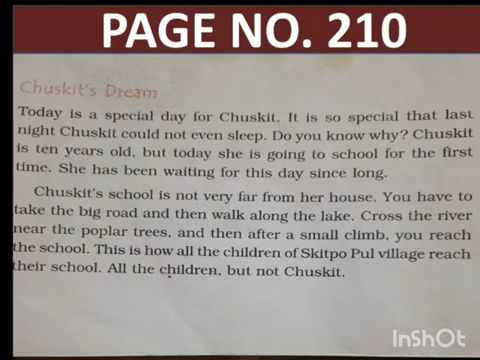 PAGE NO. 210
Chuskit's Dream
Today is a special day for Chuskit. It is so special that last
night Chuskit could not even sleep. Do you know why? Chuskit
is ten years old, but today she is going to school for the first
time. She has been waiting for this day since long.
Chuskit's school is not very far from her house. You have to
take the big road and then walk along the lake. Cross the river
near the poplar trees, and then after a small climb, you reach
the school. This is how all the children of Skitpo Pul village reach
their school. All the children, but not Chuskit.
InShOt